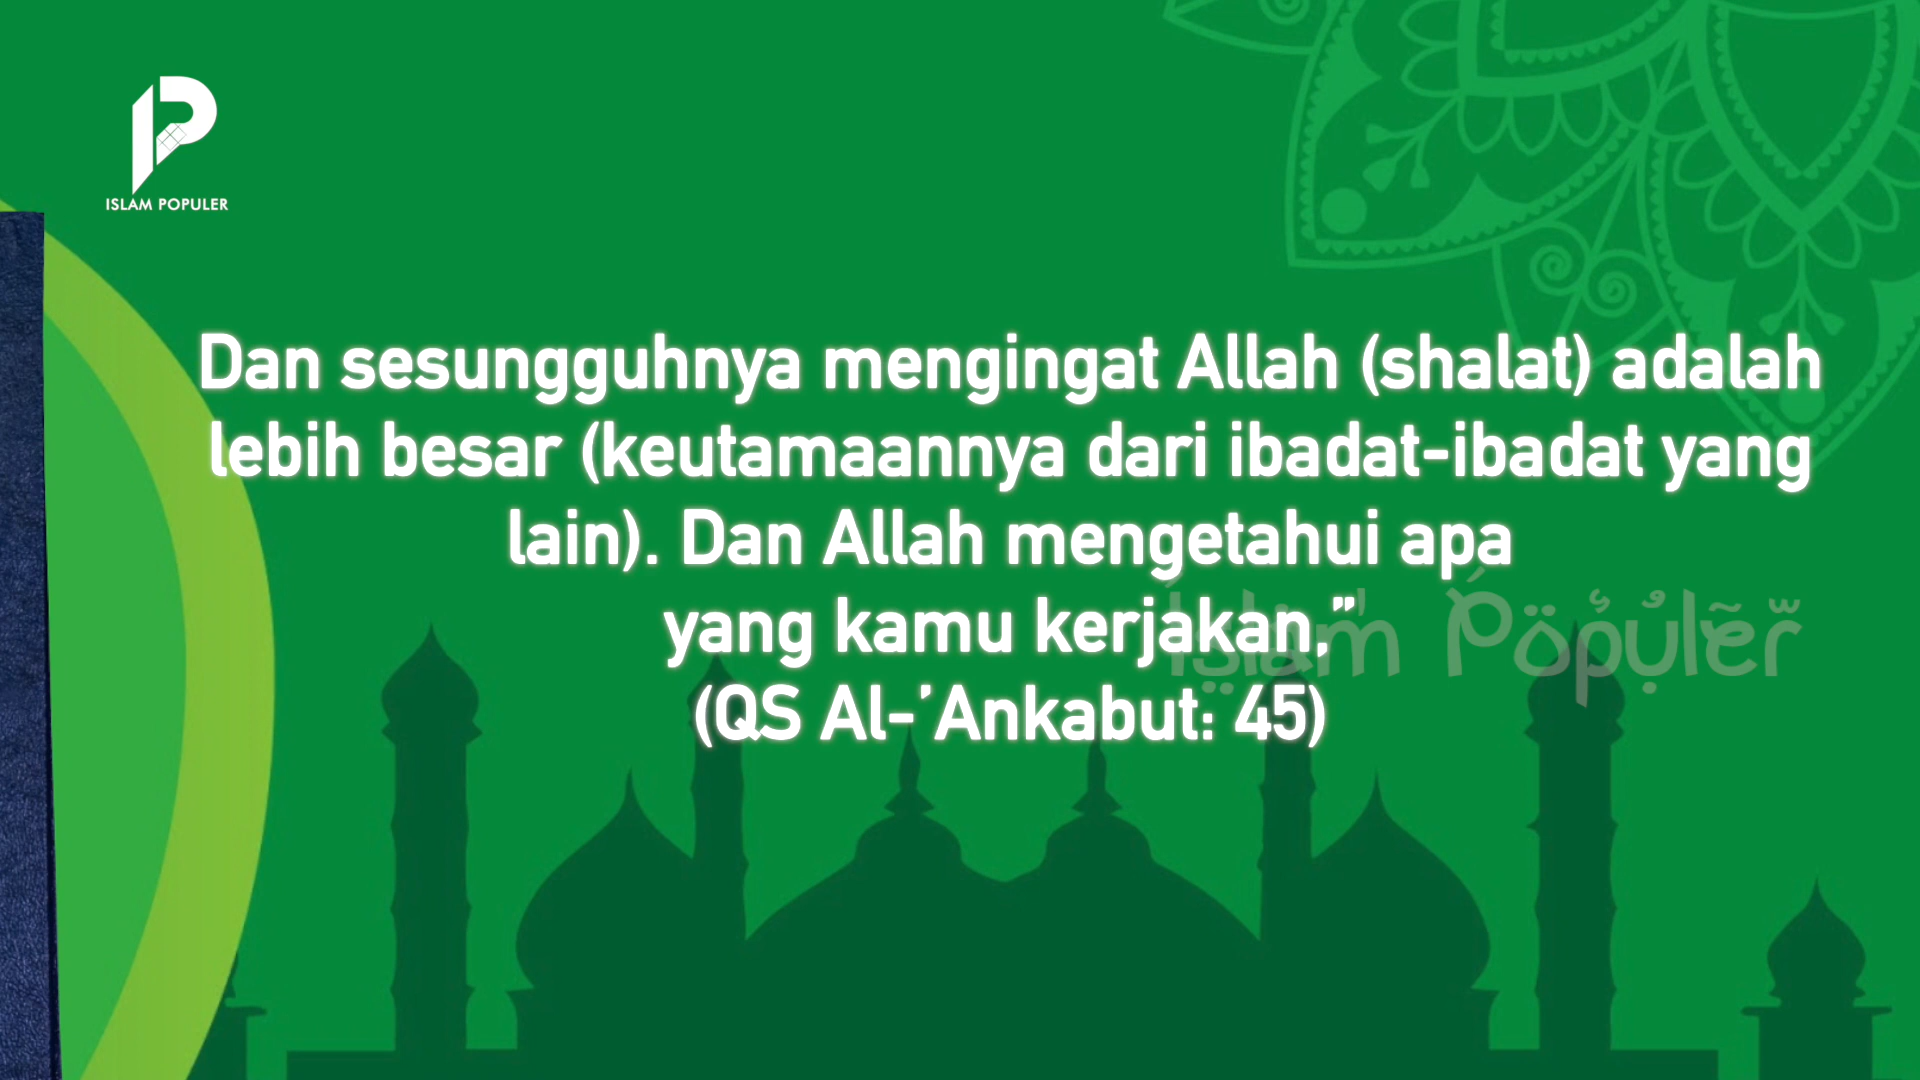 ISLAM POPULER
Dan sesungguhnya mengingat Allah (shalat) adalah
lebih besar (keutamaannya dari ibadat-ibadat yang
lain). Dan Allah mengetahui apa
yang kamu kerjakan,”
Islam Populer
(QS Al-’Ankabut: 45)